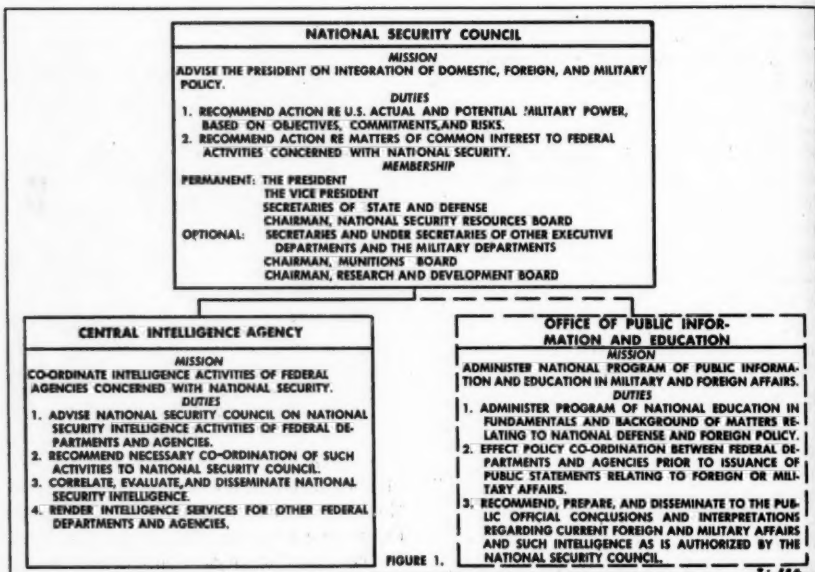 NATIONAL SECURITY COUNCIL
MISSION
ADVISE THE PRESIDENT ON INTEGRATION OF DOMESTIC, FOREIGN, AND MILITARY
POLICY.
DUTIES
1. RECOMMEND ACTION RE U.S. ACTUAL AND POTENTIAL MILITARY POWER,
BASED ON OBJECTIVES, COMMITMENTS, AND RISKS.
2. RECOMMEND ACTION RE MATTERS OF COMMON INTEREST TO FEDERAL
ACTIVITIES CONCERNED WITH NATIONAL SECURITY.
MEMBERSHIP
PERMANENT: THE PRESIDENT
THE VICE PRESIDENT
SECRETARIES OF STATE AND DEFENSE
CHAIRMAN, NATIONAL SECURITY RESOURCES BOARD
OPTIONAL: SECRETARIES AND UNDER SECRETARIES OF OTHER EXECUTIVE
DEPARTMENTS AND THE MILITARY DEPARTMENTS
CHAIRMAN, MUNITIONS BOARD
CHAIRMAN, RESEARCH AND DEVELOPMENT BOARD
CENTRAL INTELLIGENCE AGENCY
MISSION
CO-ORDINATE INTELLIGENCE ACTIVITIES OF FEDERAL
AGENCIES CONCERNED WITH NATIONAL SECURITY.
DUTIES
1. ADVISE NATIONAL SECURITY COUNCIL ON NATIONAL
SECURITY INTELLIGENCE ACTIVITIES OF FEDERAL DE-
PARTMENTS AND AGENCIES.
2. RECOMMEND NECESSARY CO-ORDINATION OF SUCH
ACTIVITIES TO NATIONAL SECURITY COUNCIL.
3. CORRELATE, EVALUATE, AND DISSEMINATE NATIONAL
SECURITY INTELLIGENCE.
4. RENDER INTELLIGENCE SERVICES FOR OTHER FEDERAL
DEPARTMENTS AND AGENCIES.
OFFICE OF PUBLIC INFOR-
MATION AND EDUCATION
MISSION
ADMINISTER NATIONAL PROGRAM OF PUBLIC INFORMA-
TION AND EDUCATION IN MILITARY AND FOREIGN AFFAIRS.
DUTIES
1. ADMINISTER PROGRAM OF NATIONAL EDUCATION IN
FUNDAMENTALS AND BACKGROUND OF MATTERS RE-
LATING TO NATIONAL DEFENSE AND FOREIGN POLICY.
2. EFFECT POLICY CO-ORDINATION BETWEEN FEDERAL DE-
PARTMENTS AND AGENCIES PRIOR TO ISSUANCE OF
PUBLIC STATEMENTS RELATING TO FOREIGN OR MILI-
TARY AFFAIRS.
3. RECOMMEND, PREPARE, AND DISSEMINATE TO THE PUB-
LIC OFFICIAL CONCLUSIONS AND INTERPRETATIONS
REGARDING CURRENT FOREIGN AND MILITARY AFFAIRS
AND SUCH INTELLIGENCE AS IS AUTHORIZED BY THE
NATIONAL SECURITY COUNCIL.
FIGURE 1.